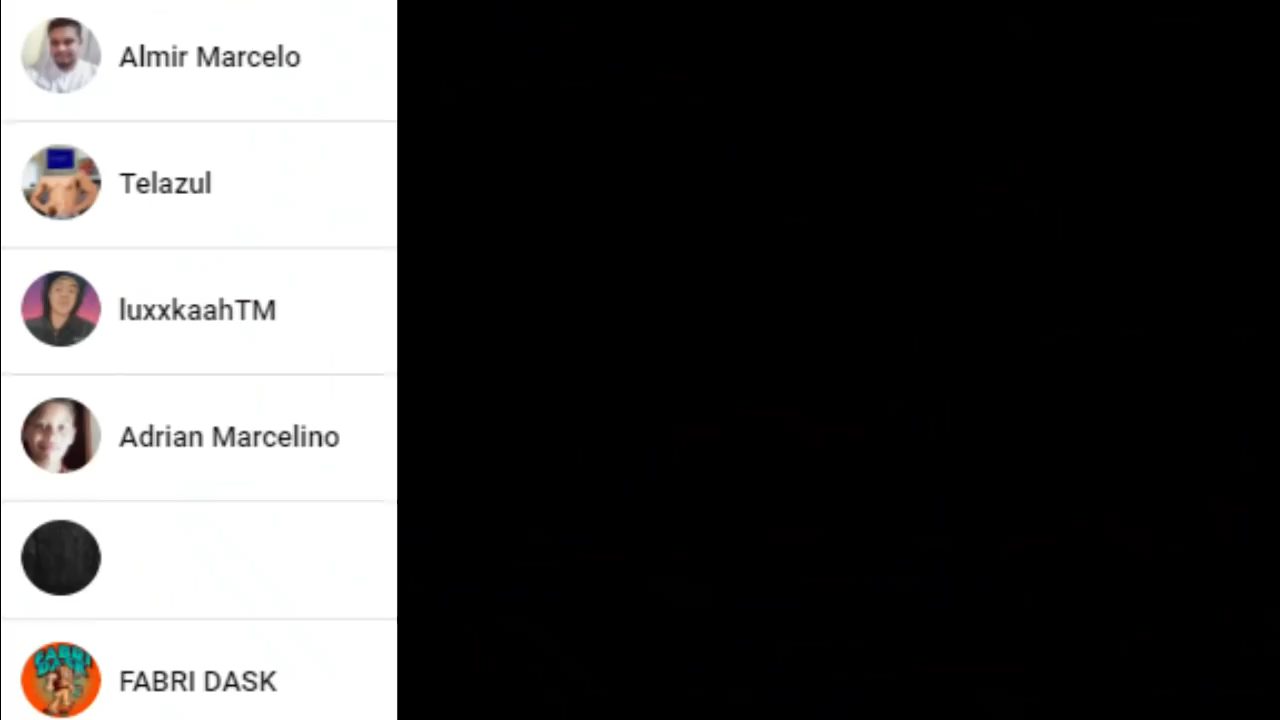 Almir Marcelo
Telazul
luxxkaahTM
Adrian Marcelino
FABRI DASK